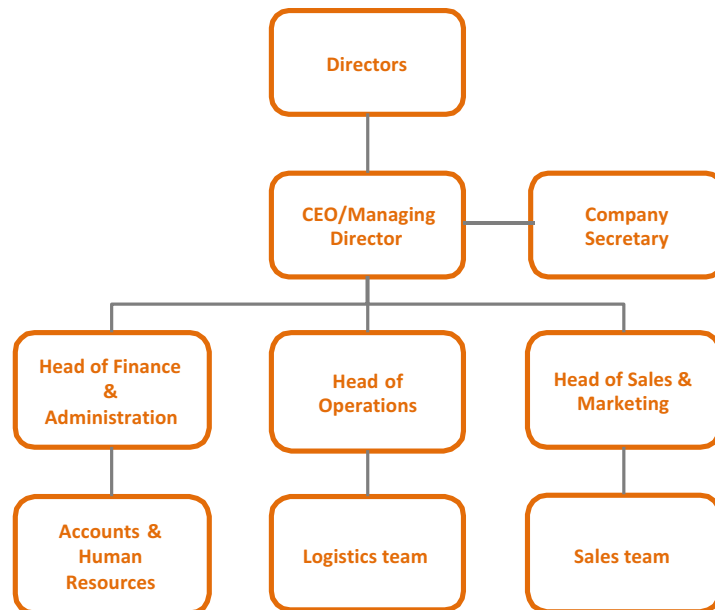 Directors
CEO/Managing
Director
Company
Secretary
Head of Finance
&
Administration
Head of
Operations
Head of Sales &
Marketing
Accounts &
Human
Resources
Logistics team
Sales team